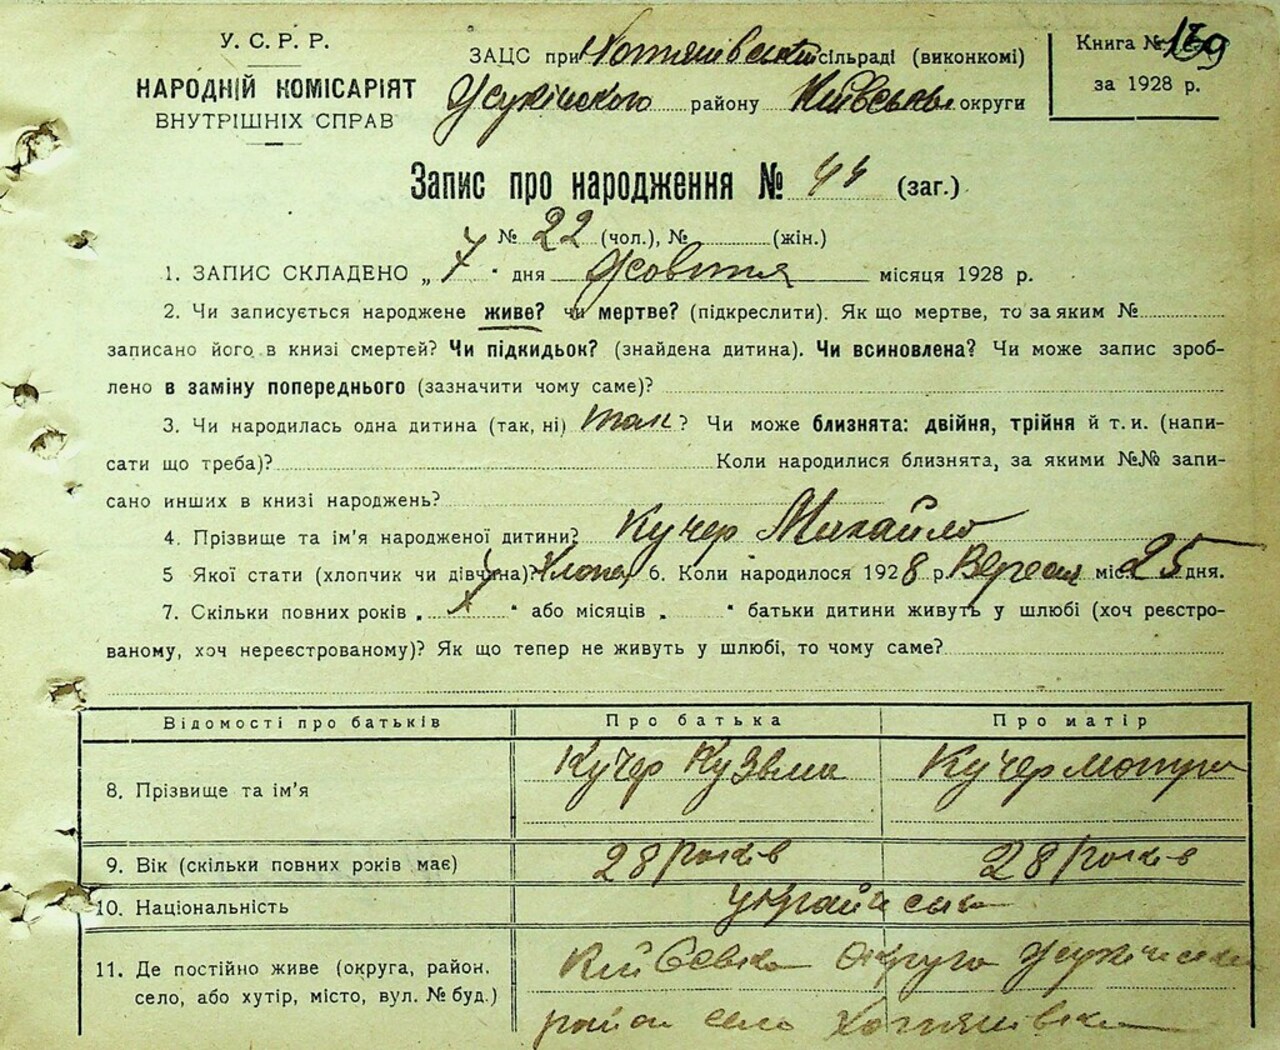 У. С. Р. Р.
НАРОДНІЙ КОМІСАРІЯТ
ВНУТРІШНІХ СПРАВ
ЗАЦС при Хотянівській сільраді (виконкомі)
району Київської округи
Книга №
за 1928 р.
Запис про народження № 44 (заг.)
№ 22 (чол.), № (жін.)
1. ЗАПИС СКЛАДЕНО „ 7 " дня Жовтня місяця 1928 р.
2. Чи записується народжене живе? чи мертве? (підкреслити). Як що мертве, то за яким №
записано його в книзі смертей? Чи підкидьок? (знайдена дитина). Чи всиновлена? Чи може запис зроб-
лено в заміну попереднього (зазначити чому саме)?
3. Чи народилась одна дитина (так, ні) так? Чи може близнята: двійня, трійня й т. и. (напи-
сати що треба)? Коли народилися близнята, за якими №№ запи-
сано инших в книзі народжень?
4. Прізвище та ім'я народженої дитини? Кучер Михайло
5 Якої стати (хлопчик чи дівчина)? Хлопец 6. Коли народилося 1928 р. Вересня міс. 25 дня.
7. Скільки повних років „ 7 " або місяців „ " батьки дитини живуть у шлюбі (хоч реєстро-
ваному, хоч нереєстрованому)? Як що тепер не живуть у шлюбі, то чому саме?
Відомості про батьків Про батька Про матір
8. Прізвище та ім'я Кучер Кузьма Кучер Мотря
9. Вік (скільки повних років має) 28 років 28 років
10. Національність Українська
11. Де постійно живе (округа, район, село, або хутір, місто, вул. № буд.) Київська Округа
район село Хотянівка